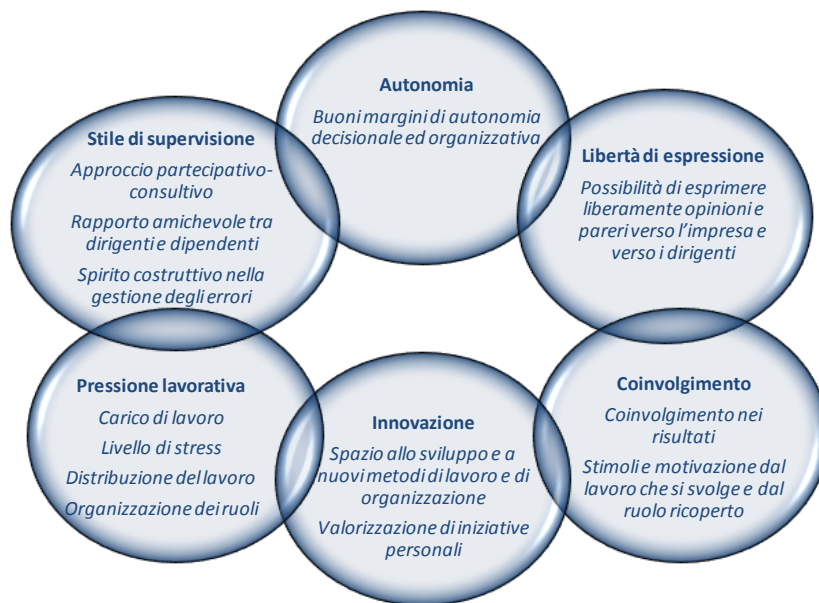 Autonomia
Buoni margini di autonomia
decisionale ed organizzativa
Stile di supervisione
Approccio partecipativo-
consultivo
Rapporto amichevole tra
dirigenti e dipendenti
Spirito costruttivo nella
gestione degli errori
Libertà di espressione
Possibilità di esprimere
liberamente opinioni e
pareri verso l’impresa e
verso i dirigenti
Pressione lavorativa
Carico di lavoro
Livello di stress
Distribuzione del lavoro
Organizzazione dei ruoli
Innovazione
Spazio allo sviluppo e a
nuovi metodi di lavoro e di
organizzazione
Valorizzazione di iniziative
personali
Coinvolgimento
Coinvolgimento nei
risultati
Stimoli e motivazione dal
lavoro che si svolge e dal
ruolo ricoperto